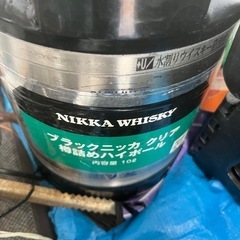 水割りウイスキー
NIKKA WHISKY
ブラックニッカ クリア
樽詰めハイボール
内容量 10ℓ